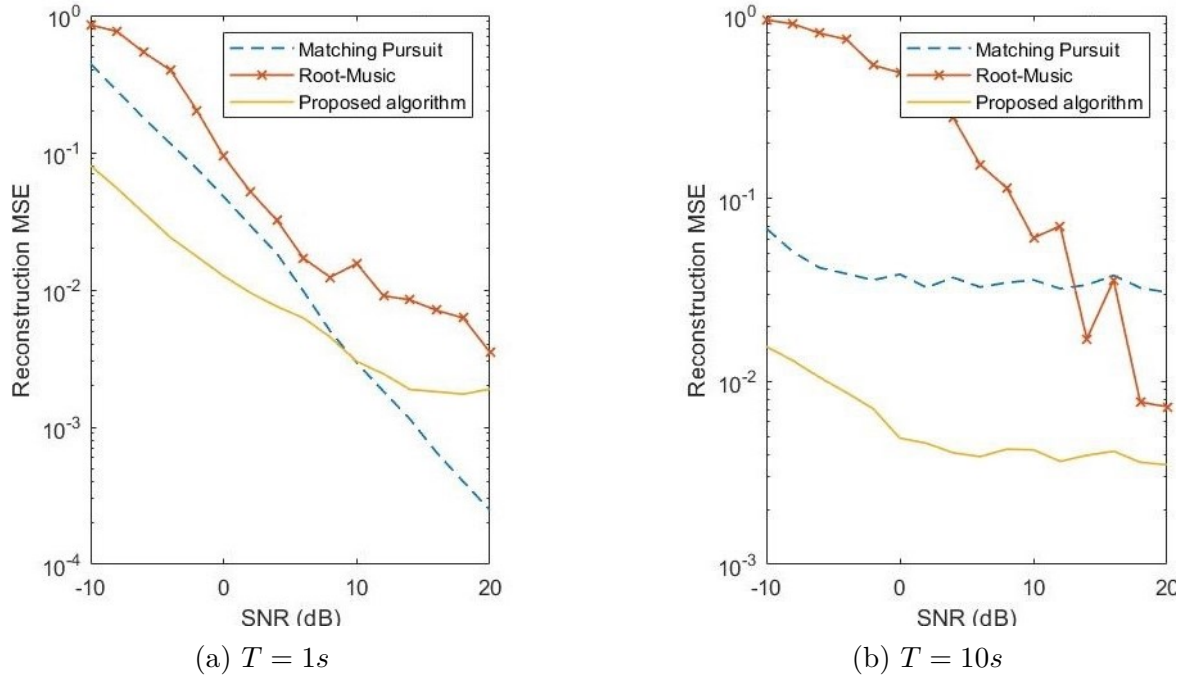 10^0
10^-1
10^-2
10^-3
10^-4
Reconstruction MSE
Matching Pursuit
Root-Music
Proposed algorithm
-10 0 10 20
SNR (dB)
(a) T = 1s
10^0
10^-1
10^-2
10^-3
Reconstruction MSE
Matching Pursuit
Root-Music
Proposed algorithm
-10 0 10 20
SNR (dB)
(b) T = 10s